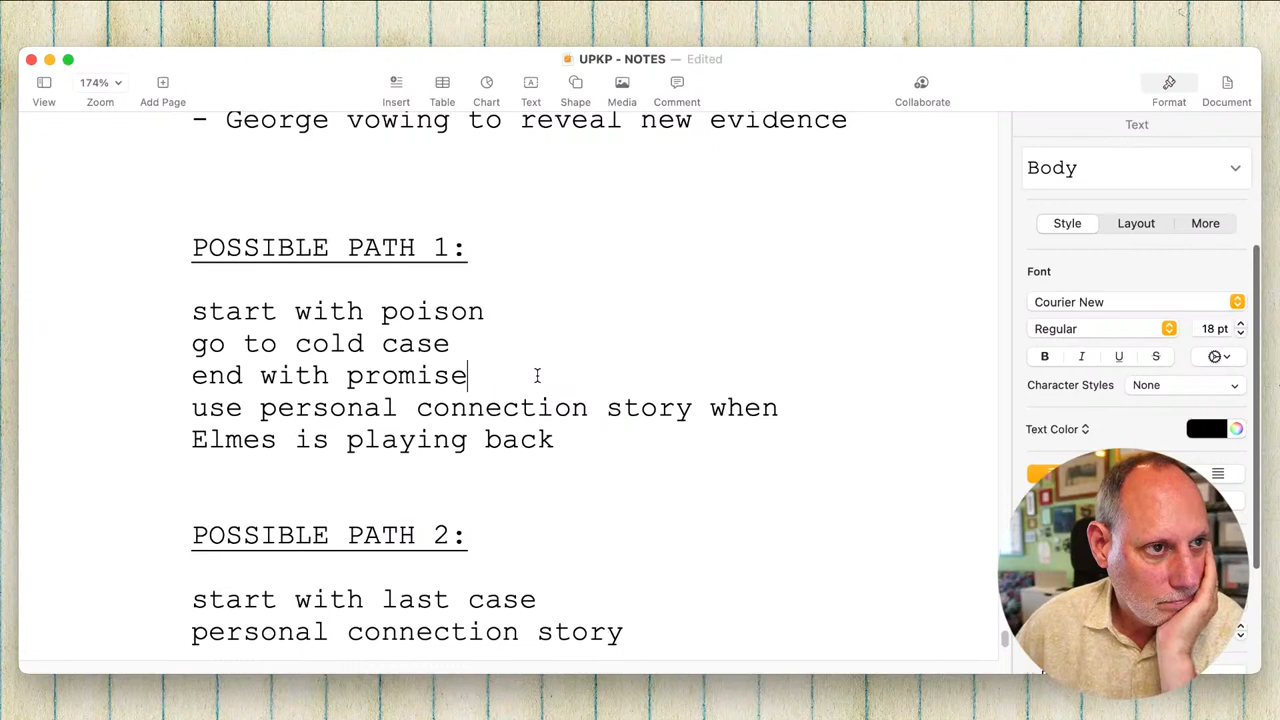 UPKP - NOTES — Edited
174%
View
Zoom
Add Page
Insert
Table
Chart
Text
Shape
Media
Comment
Collaborate
Format
Document
- George vowing to reveal new evidence
POSSIBLE PATH 1:
start with poison
go to cold case
end with promise
use personal connection story when
Elmes is playing back
POSSIBLE PATH 2:
start with last case
personal connection story
Text
Body
Style
Layout
More
Font
Courier New
Regular
18 pt
B I U S
Character Styles
None
Text Color